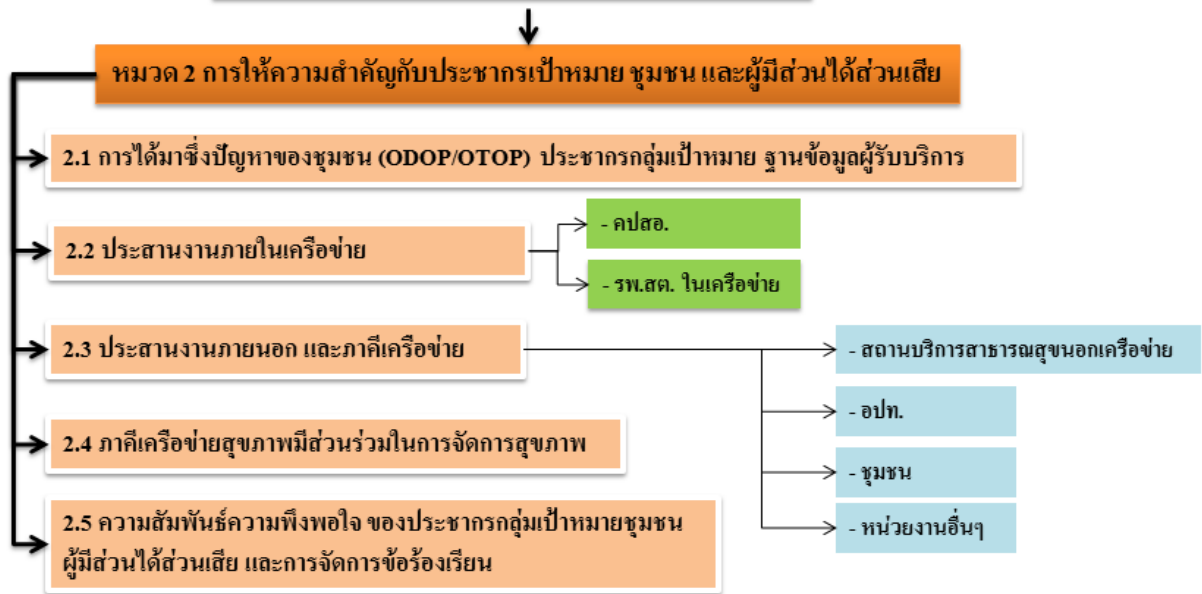 หมวด 2 การให้ความสำคัญกับประชากรเป้าหมาย ชุมชน และผู้มีส่วนได้ส่วนเสีย
2.1 การได้มาซึ่งปัญหาของชุมชน (ODOP/OTOP) ประชากรกลุ่มเป้าหมาย ฐานข้อมูลผู้รับบริการ
2.2 ประสานงานภายในเครือข่าย
- คปสอ.
- รพ.สต. ในเครือข่าย
2.3 ประสานงานภายนอก และภาคีเครือข่าย
- สถานบริการสาธารณสุขนอกเครือข่าย
- อปท.
- ชุมชน
- หน่วยงานอื่นๆ
2.4 ภาคีเครือข่ายสุขภาพมีส่วนร่วมในการจัดการสุขภาพ
2.5 ความสัมพันธ์ความพึงพอใจ ของประชากรกลุ่มเป้าหมายชุมชน
ผู้มีส่วนได้ส่วนเสีย และการจัดการข้อร้องเรียน